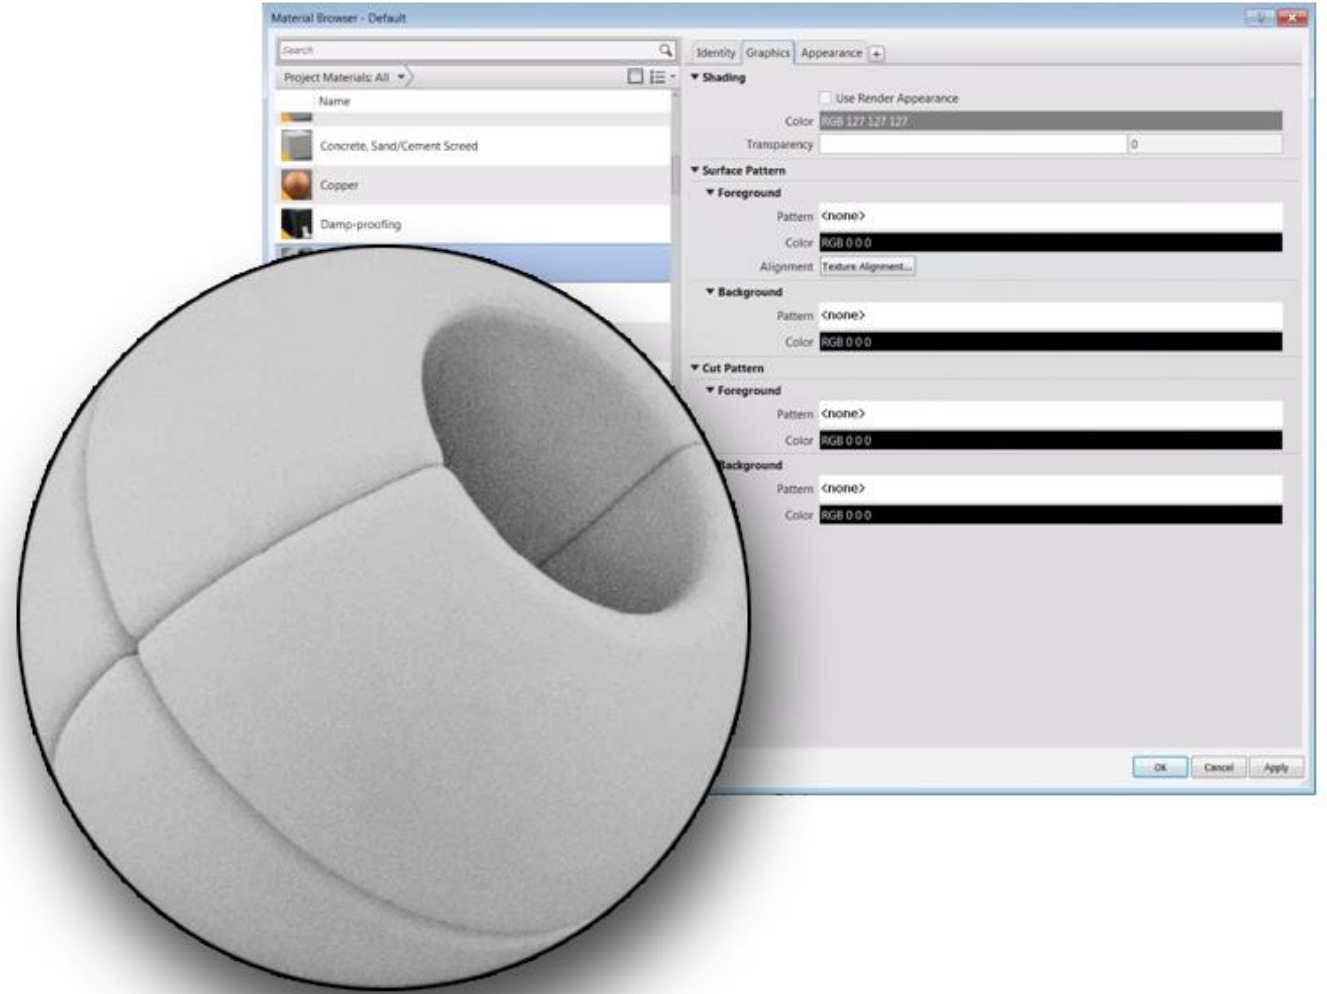 Material Browser - Default
Search
Project Materials: All
Name
Concrete, Sand/Cement Screed
Copper
Damp-proofing
Identity Graphics Appearance +
Shading
Use Render Appearance
Color RGB 127 127 127
Transparency 0
Surface Pattern
Foreground
Pattern <none>
Color RGB 0 0 0
Alignment Texture Alignment...
Background
Pattern <none>
Color RGB 0 0 0
Cut Pattern
Foreground
Pattern <none>
Color RGB 0 0 0
Background
Pattern <none>
Color RGB 0 0 0
OK Cancel Apply